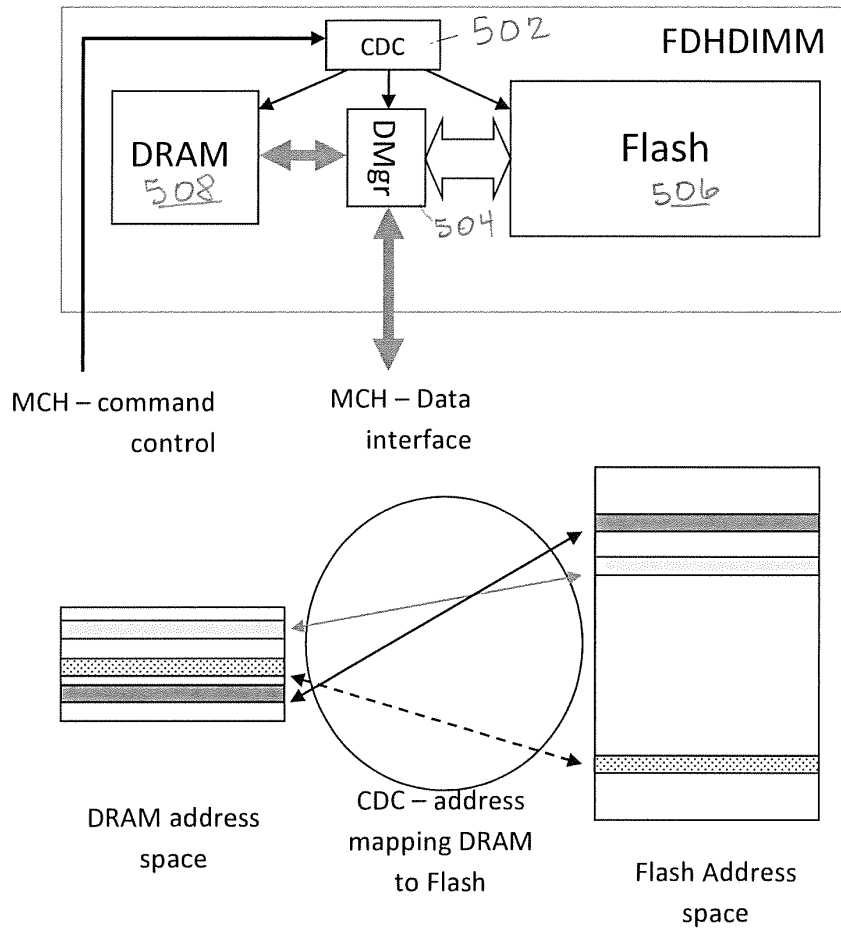 CDC
502
FDHDIMM
DRAM
508
DMgr
504
Flash
506
MCH – command
control
MCH – Data
interface
DRAM address
space
CDC – address
mapping DRAM
to Flash
Flash Address
space